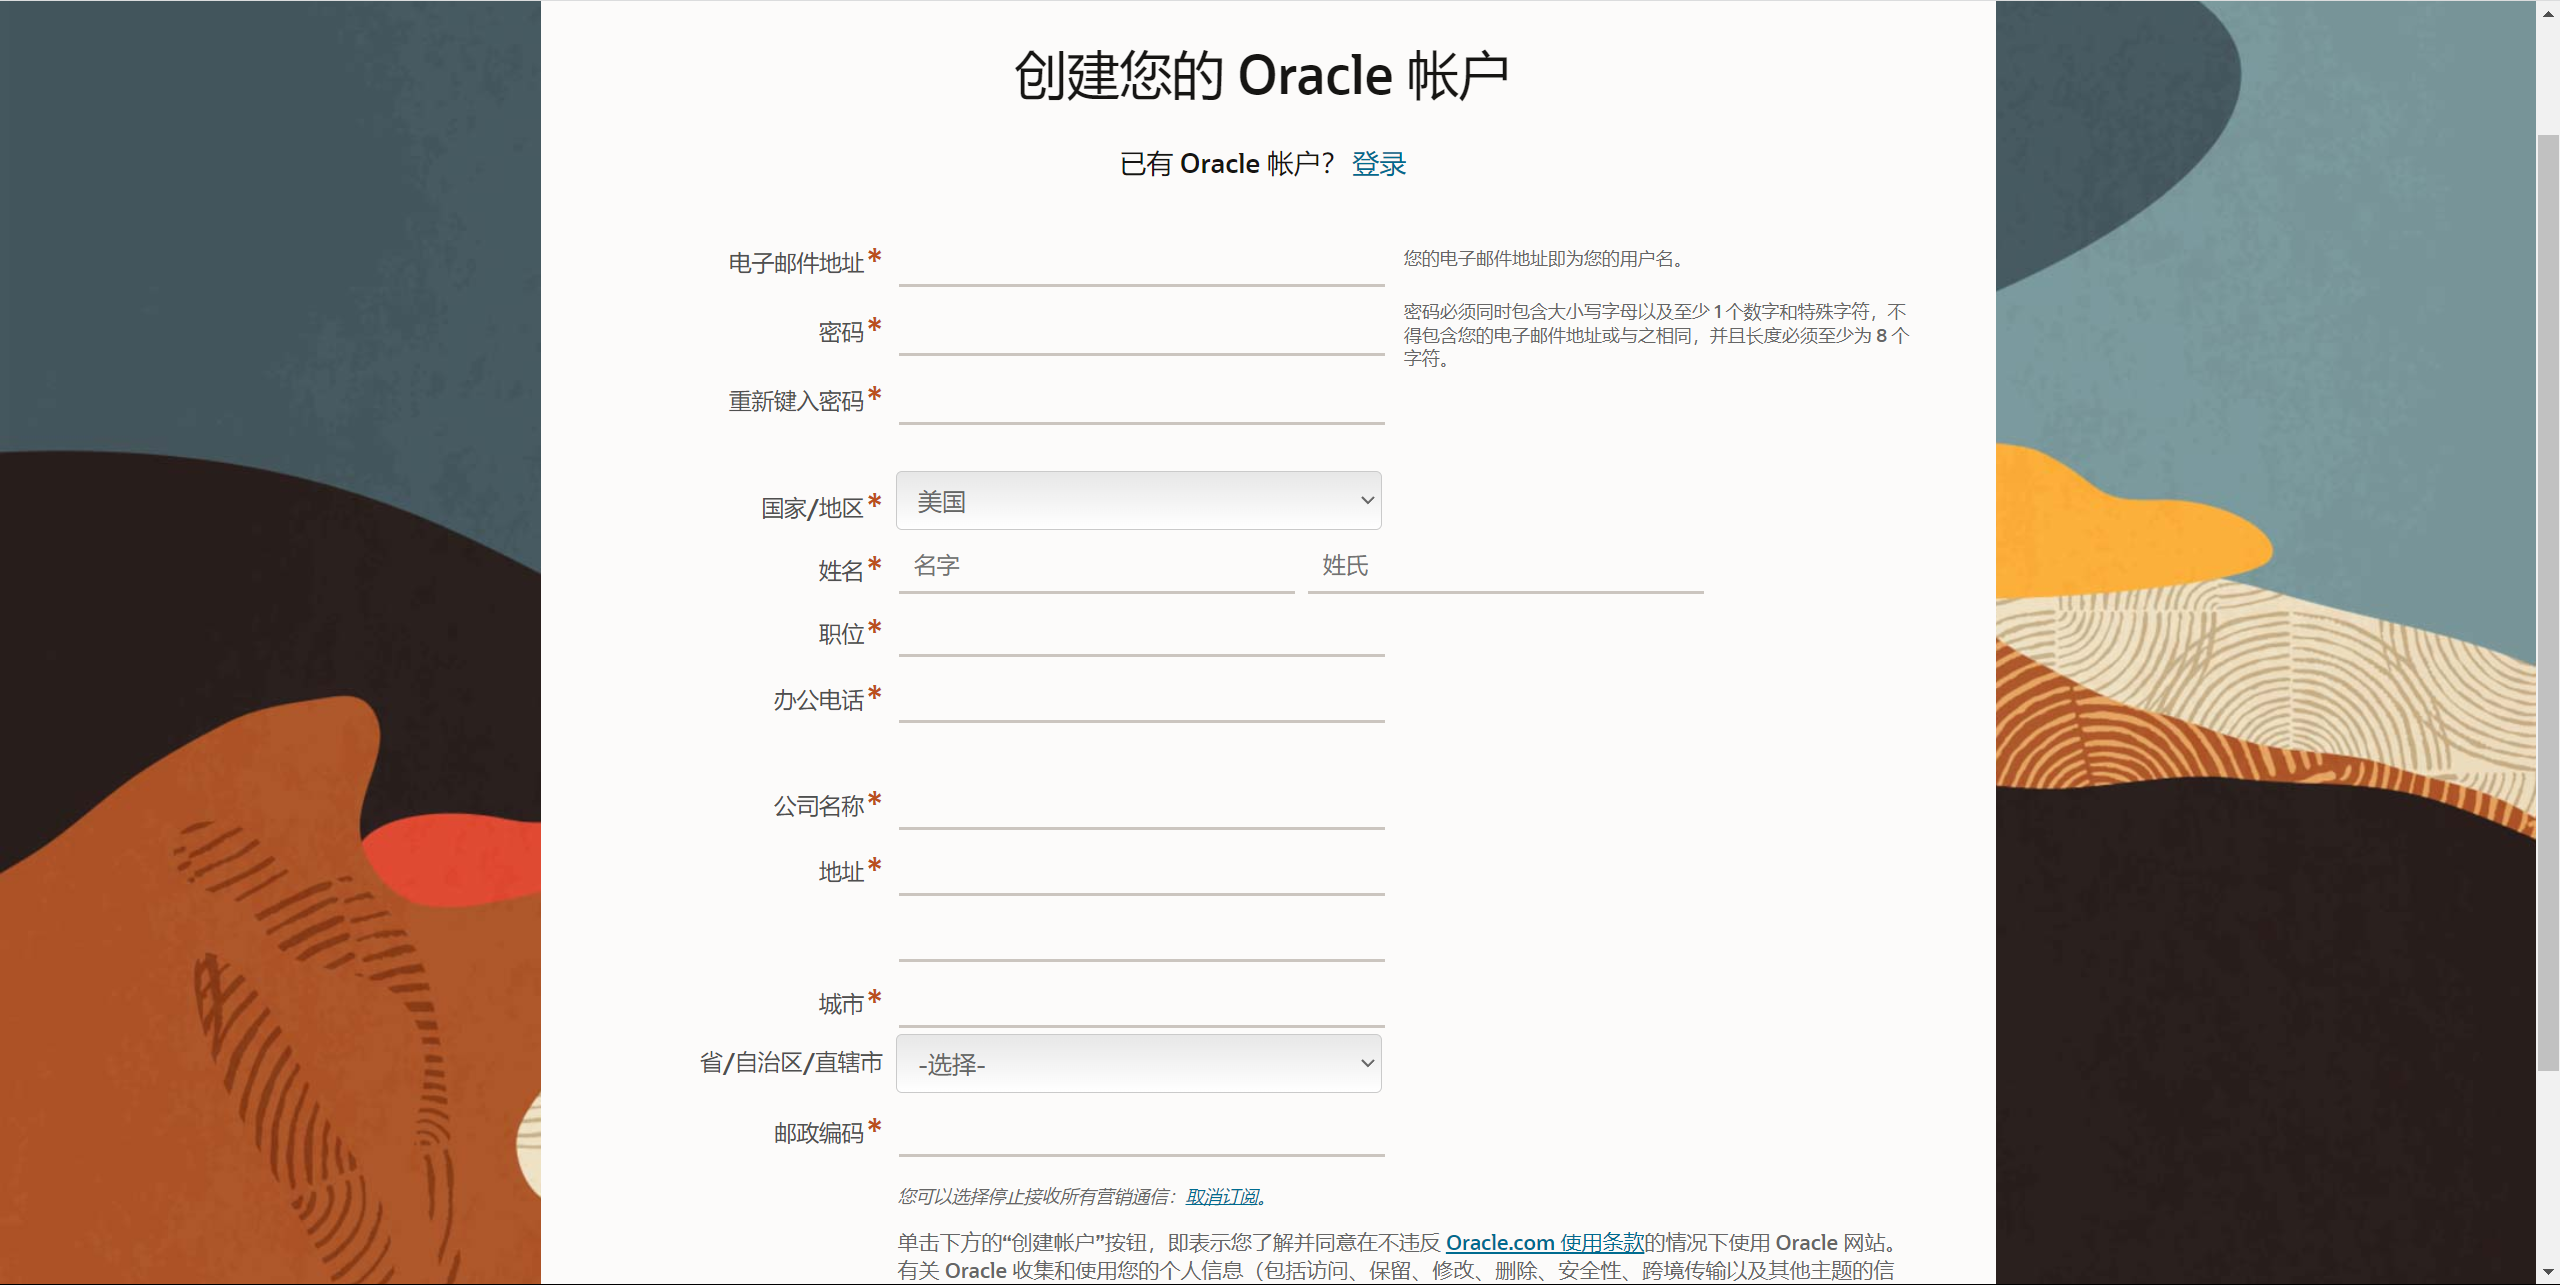 创建您的 Oracle 帐户
已有 Oracle 帐户？ 登录
电子邮件地址*
您的电子邮件地址即为您的用户名。
密码*
密码必须同时包含大小写字母以及至少 1 个数字和特殊字符，不
得包含您的电子邮件地址或与之相同，并且长度必须至少为 8 个
字符。
重新键入密码*
国家/地区* 美国
姓名* 名字 姓氏
职位*
办公电话*
公司名称*
地址*
城市*
省/自治区/直辖市 -选择-
邮政编码*
您可以选择停止接收所有营销通信：取消订阅。
单击下方的“创建帐户”按钮，即表示您了解并同意在不违反 Oracle.com 使用条款的情况下使用 Oracle 网站。
有关 Oracle 收集和使用您的个人信息（包括访问、保留、修改、删除、安全性、跨境传输以及其他主题的信